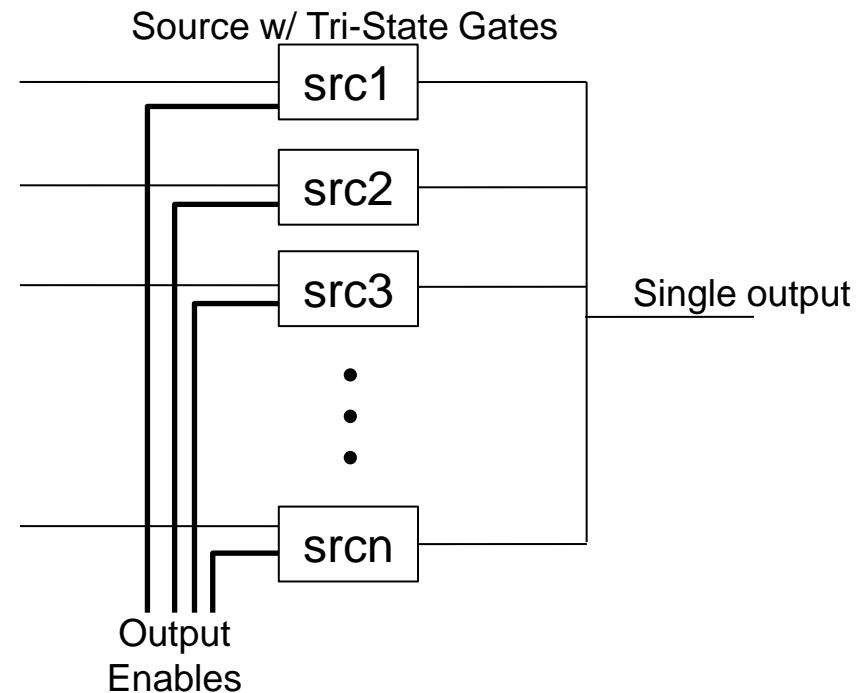 Source w/ Tri-State Gates
src1
src2
src3
Single output
srcn
Output
Enables